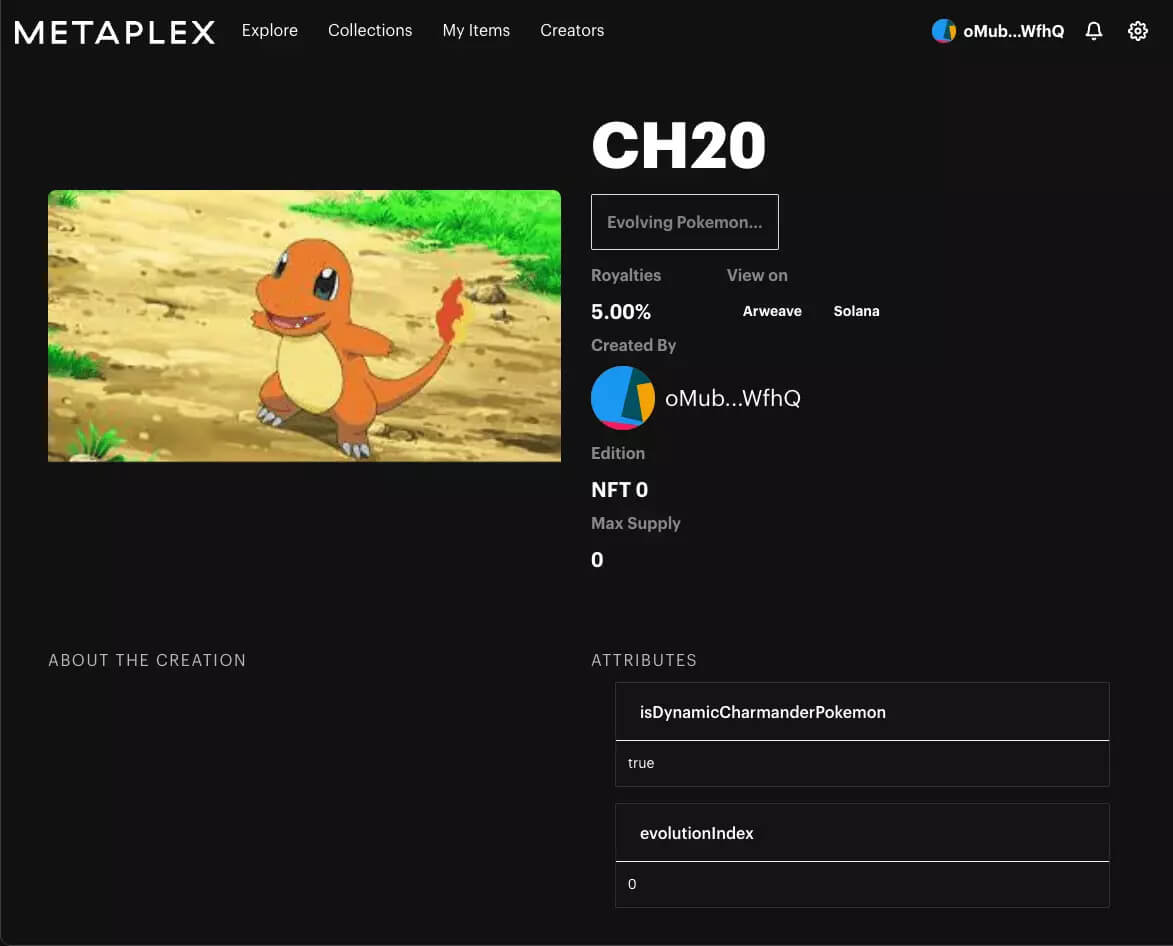 METAPLEX Explore Collections My Items Creators oMub...WfhQ
CH20
Evolving Pokemon...
Royalties View on
5.00% Arweave Solana
Created By
oMub...WfhQ
Edition
NFT 0
Max Supply
0
ABOUT THE CREATION
ATTRIBUTES
isDynamicCharmanderPokemon
true
evolutionIndex
0